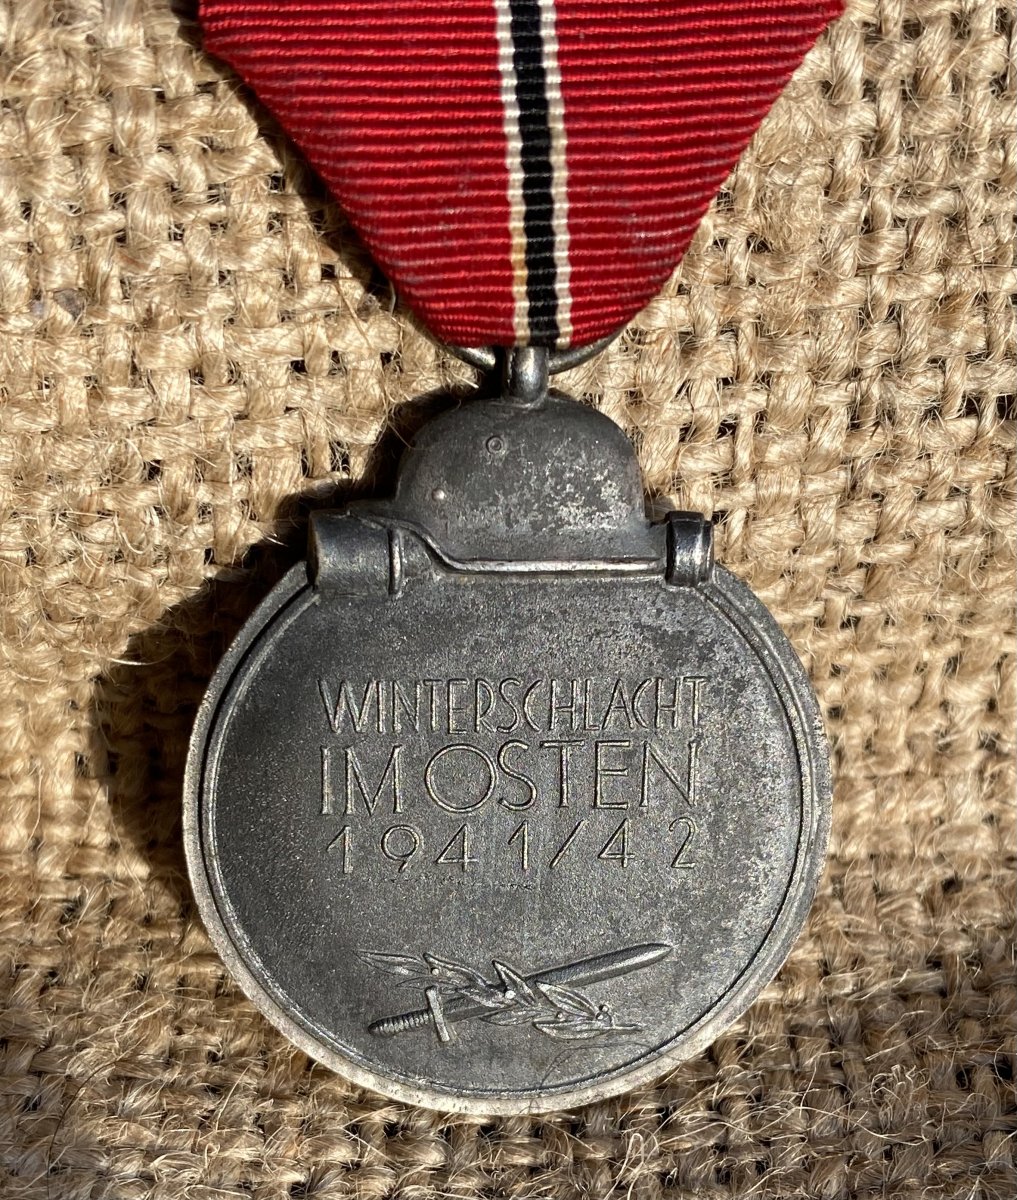 WINTERSCHLACHT
IM OSTEN
1941/42